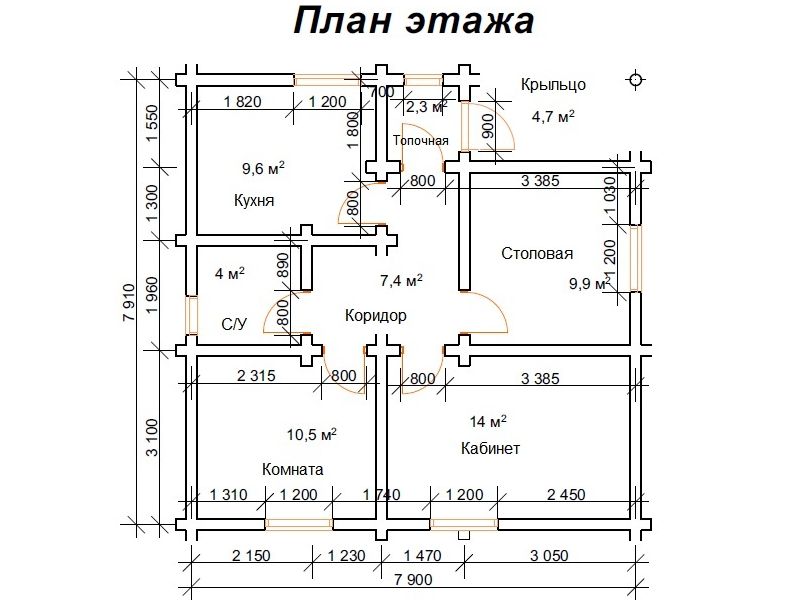 План этажа
Крыльцо
4,7 м²
700
1 820
1 200
2,3 м²
Топочная
900
1 550
1 800
9,6 м²
Кухня
800
800
3 385
1 030
1 300
Столовая
9,9 м²
1 200
4 м²
890
7,4 м²
Коридор
С/У
800
1 960
7 910
2 315
800
800
3 385
14 м²
Кабинет
10,5 м²
Комната
3 100
1 310
1 200
1 740
1 200
2 450
2 150
1 230
1 470
3 050
7 900